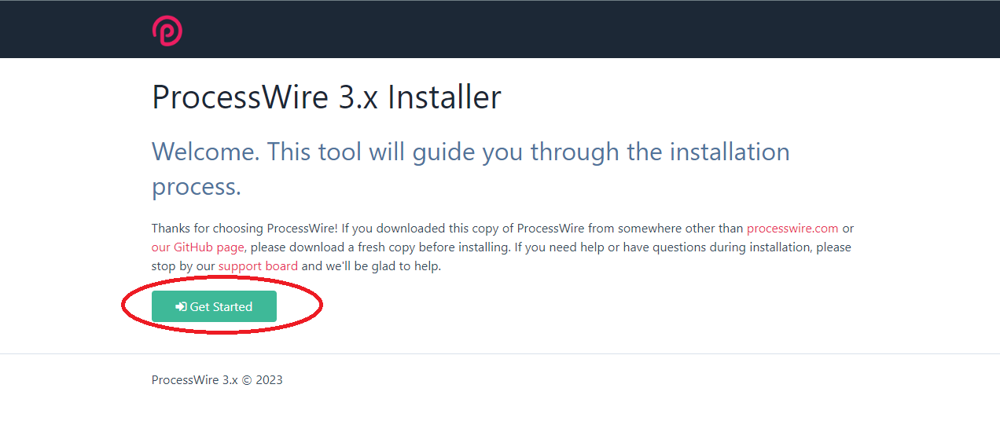 ProcessWire 3.x Installer
Welcome. This tool will guide you through the installation
process.
Thanks for choosing ProcessWire! If you downloaded this copy of ProcessWire from somewhere other than processwire.com or
our GitHub page, please download a fresh copy before installing. If you need help or have questions during installation, please
stop by our support board and we'll be glad to help.
Get Started
ProcessWire 3.x © 2023